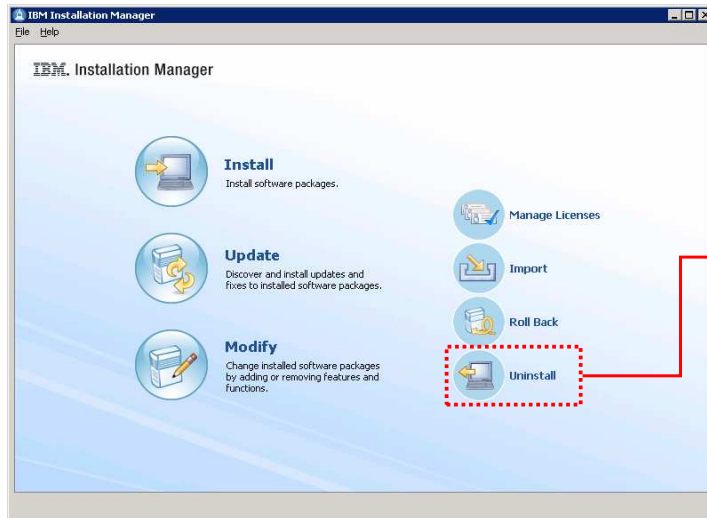 IBM Installation Manager
File Help
IBM. Installation Manager
Install
Install software packages.
Update
Discover and install updates and
fixes to installed software packages.
Modify
Change installed software packages
by adding or removing features and
functions.
Manage Licenses
Import
Roll Back
Uninstall